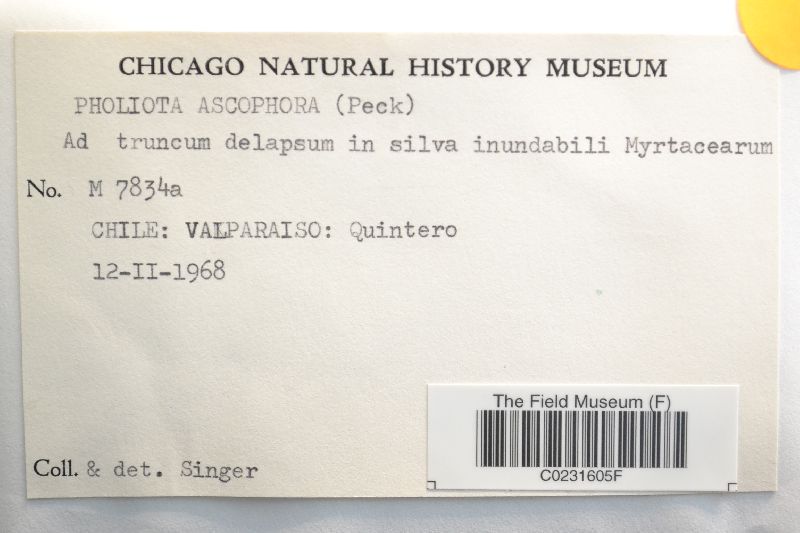 CHICAGO NATURAL HISTORY MUSEUM
PHOLIOTA ASCOPHORA (Peck)
Ad truncum delapsum in silva inundabili Myrtacearum
No. M 7834a
CHILE: VALPARAISO: Quintero
12-II-1968
The Field Museum (F)
C0231605F
Coll. & det. Singer